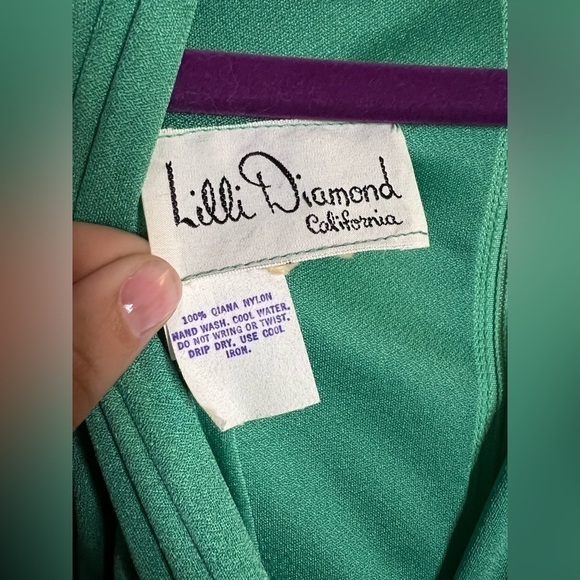 Lilli Diamond
California
100% QIANA NYLON
HAND WASH. COOL WATER.
DO NOT WRING OR TWIST.
DRIP DRY. USE COOL
IRON.